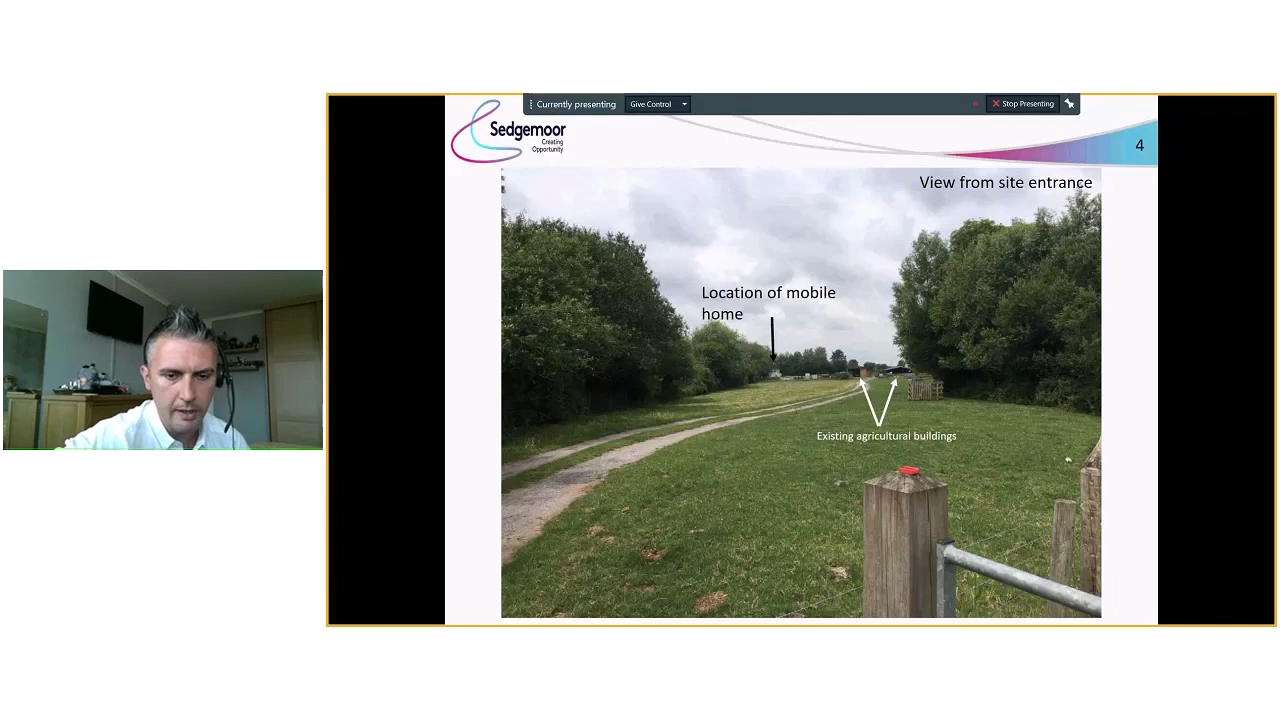 Currently presenting
Give Control
Stop Presenting
Sedgemoor
Creating
Opportunity
4
View from site entrance
Location of mobile
home
Existing agricultural buildings